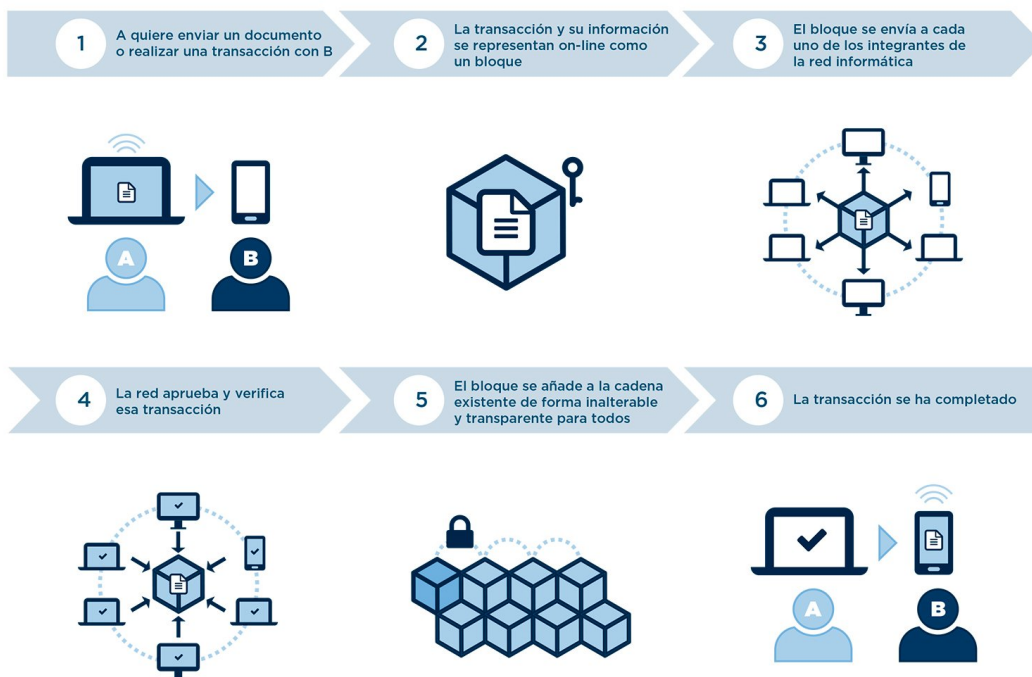 1
A quiere enviar un documento
o realizar una transacción con B
2
La transacción y su información
se representan on-line como
un bloque
3
El bloque se envía a cada
uno de los integrantes de
la red informática
A
B
4
La red aprueba y verifica
esa transacción
5
El bloque se añade a la cadena
existente de forma inalterable
y transparente para todos
6
La transacción se ha completado
A
B